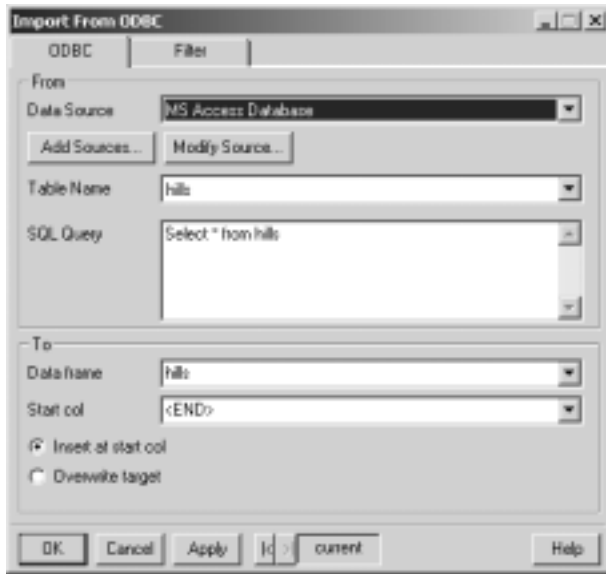 Import From ODBC
ODBC Filter
From
Data Source MS Access Database
Add Sources... Modify Source...
Table Name hills
SQL Query Select * from hills
To
Data frame hills
Start col <END>
Insert at start col
Overwrite target
OK Cancel Apply current Help